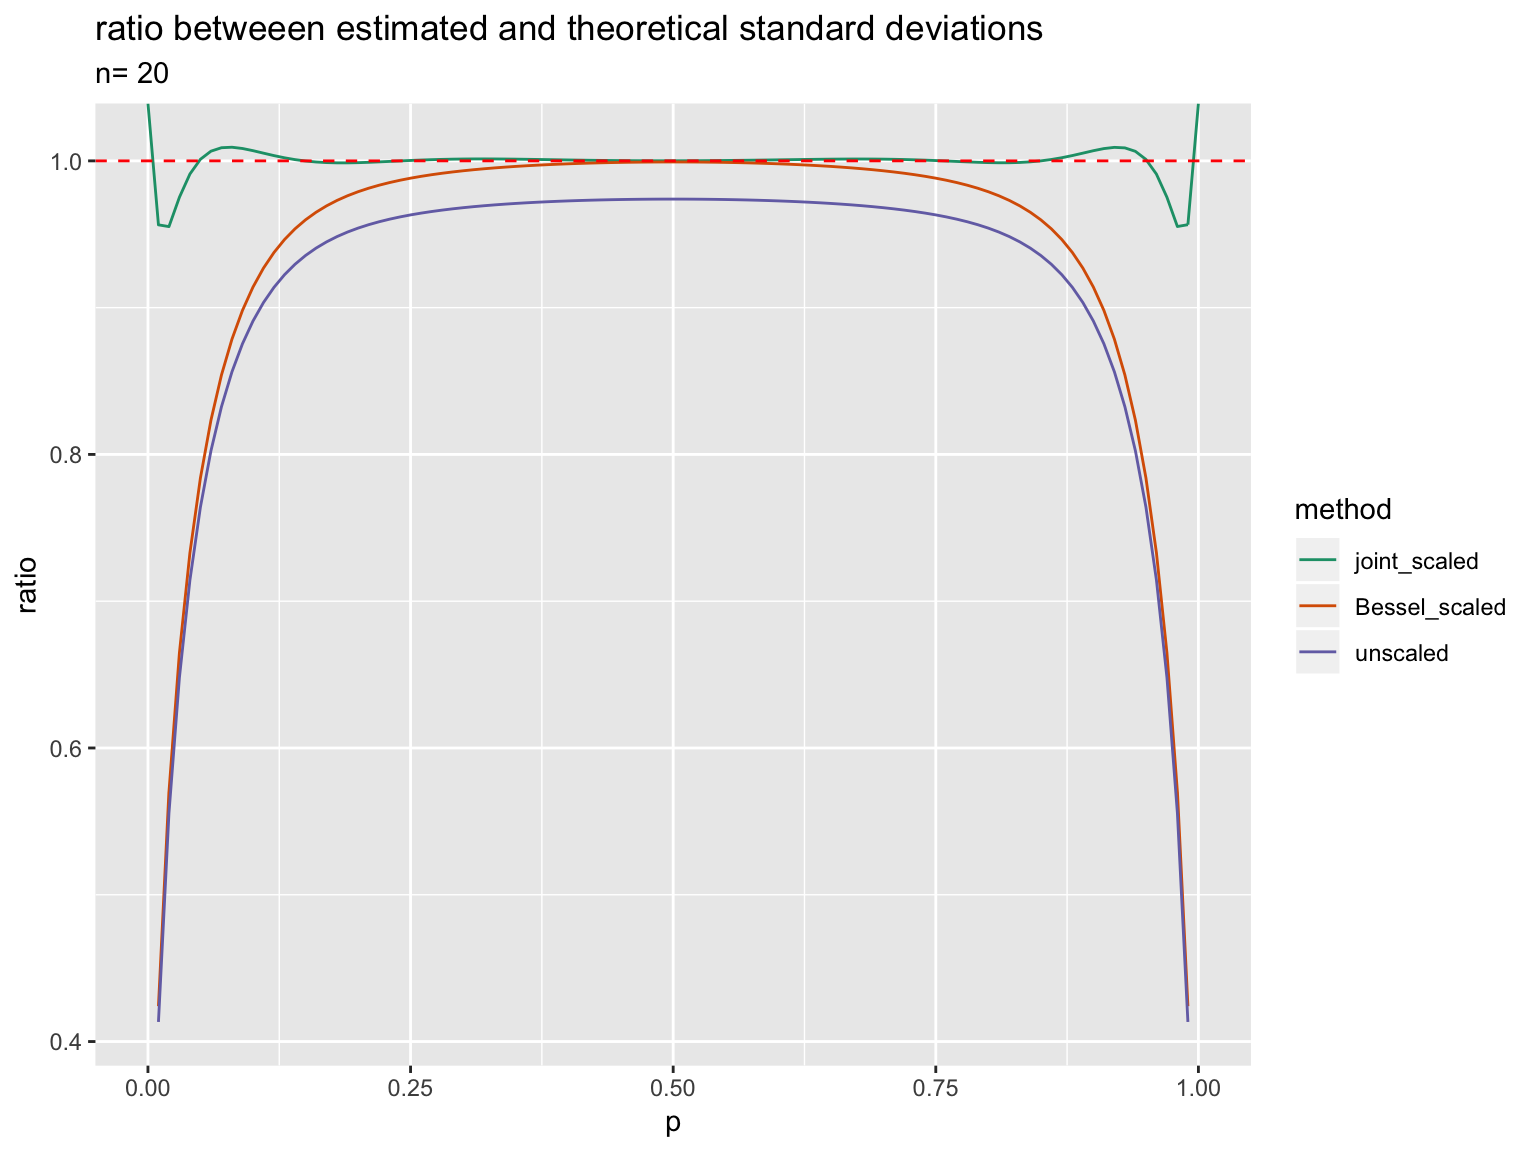 ratio betweeen estimated and theoretical standard deviations
n= 20
1.0
0.8
0.6
0.4
ratio
0.00
0.25
0.50
0.75
1.00
p
method
joint_scaled
Bessel_scaled
unscaled